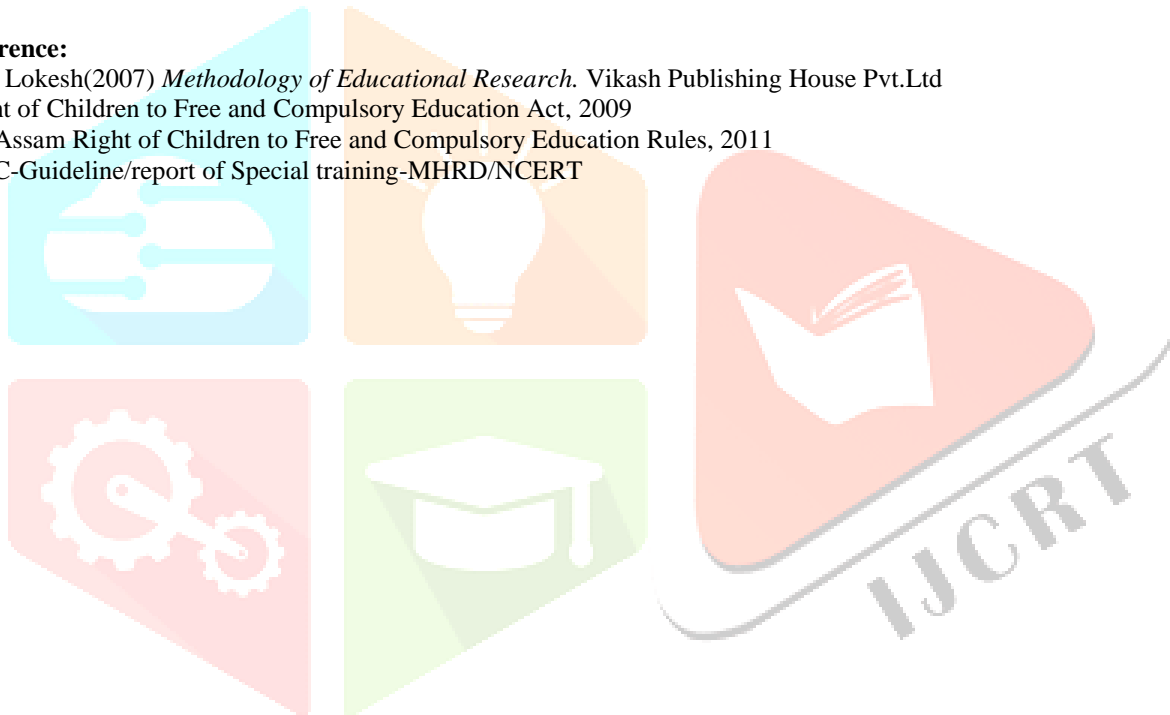 rence:
Lokesh(2007) Methodology of Educational Research. Vikash Publishing House Pvt.Ltd
t of Children to Free and Compulsory Education Act, 2009
Assam Right of Children to Free and Compulsory Education Rules, 2011
C-Guideline/report of Special training-MHRD/NCERT
IJCRT